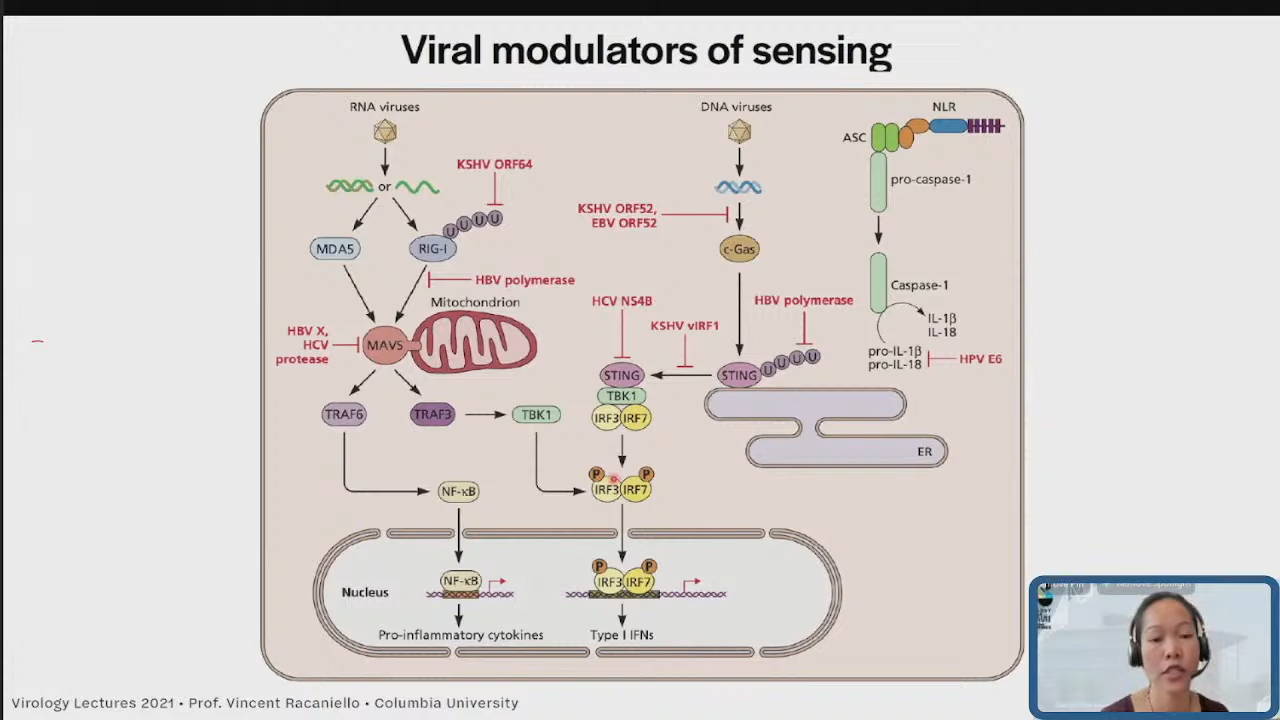 Viral modulators of sensing
RNA viruses
or
KSHV ORF64
U U U U
MDA5
RIG-I
HBV polymerase
Mitochondrion
HBV X,
HCV
protease
MAVS
TRAF6
TRAF3
TBK1
NF-κB
DNA viruses
KSHV ORF52,
EBV ORF52
c-Gas
HCV NS4B
KSHV vIRF1
HBV polymerase
U U U U
STING
STING
TBK1
IRF3 IRF7
ER
P P
IRF3 IRF7
ASC
NLR
pro-caspase-1
Caspase-1
IL-1β
IL-18
pro-IL-1β
pro-IL-18
HPV E6
Nucleus
NF-κB
Pro-inflammatory cytokines
P P
IRF3 IRF7
Type I IFNs
Virology Lectures 2021 • Prof. Vincent Racaniello • Columbia University